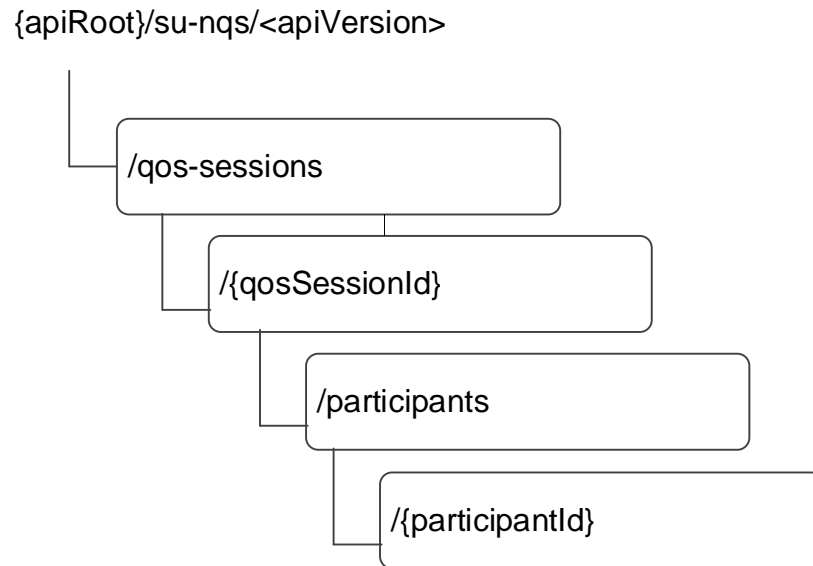 {apiRoot}/su-nqs/<apiVersion>
/qos-sessions
/{qosSessionId}
/participants
/{participantId}